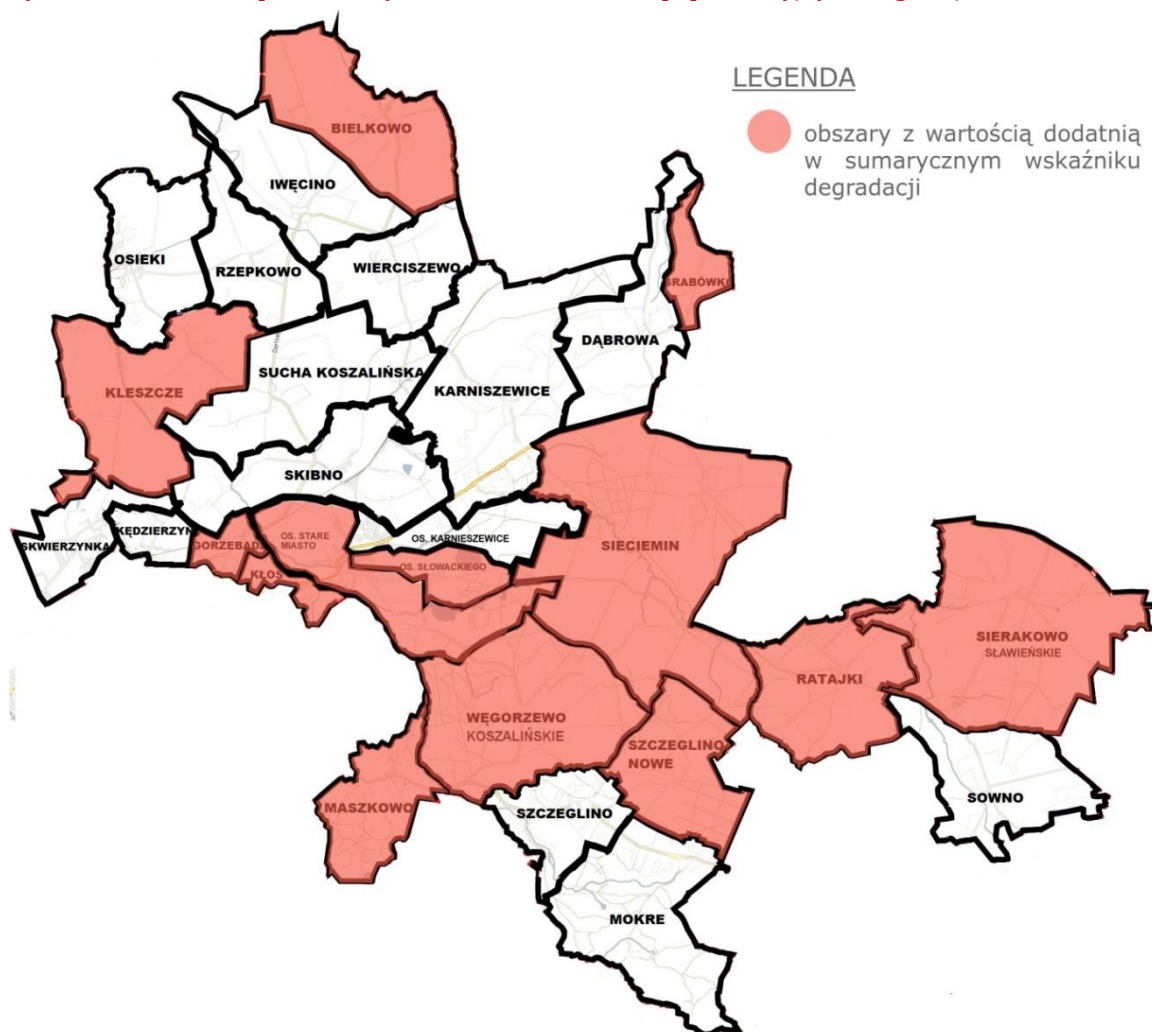 LEGENDA
obszary z wartością dodatnią
w sumarycznym wskaźniku
degradacji
BIELKOWO
IWĘCINO
OSIEKI
RZEPKOWO
WIERCISZEWO
GRABÓWKO
DĄBROWA
SUCHA KOSZALIŃSKA
KARNISZEWICE
KLESZCZE
SKIBNO
SKWIERZYNKA
KĘDZIERZYN
GORZEBĄDZ
OS. STARE
MIASTO
OS. KARNIESZEWICE
SIECIEMIN
OS. SŁOWACKIEGO
KŁOS
SIERAKOWO
SŁAWIEŃSKIE
RATAJKI
WĘGORZEWO
KOSZALIŃSKIE
SZCZEGLINO
NOWE
MASZKOWO
SZCZEGLINO
SOWNO
MOKRE